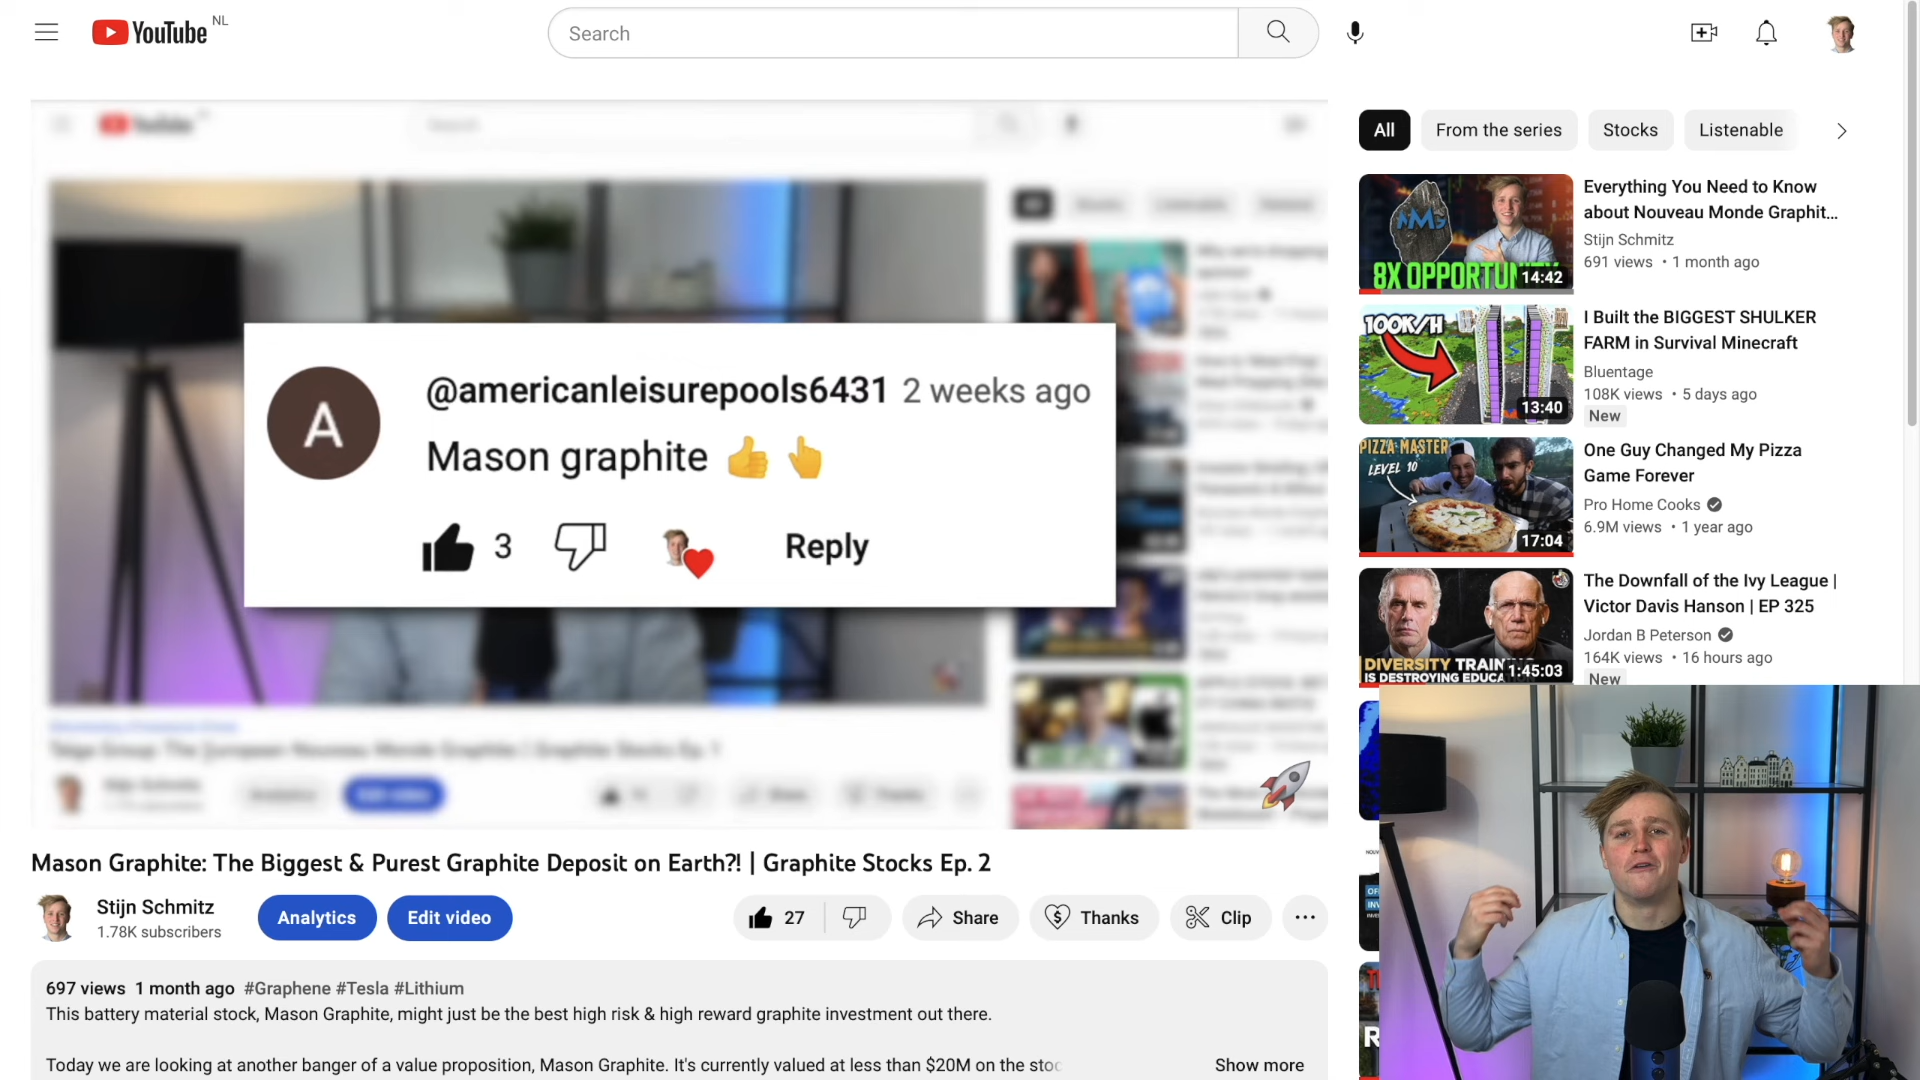 YouTube NL
Search
@americanleisurepools6431 2 weeks ago
A
Mason graphite 👍 👆
3
Reply
Mason Graphite: The Biggest & Purest Graphite Deposit on Earth?! | Graphite Stocks Ep. 2
Stijn Schmitz
1.78K subscribers
Analytics
Edit video
27
Share
Thanks
Clip
697 views 1 month ago #Graphene #Tesla #Lithium
This battery material stock, Mason Graphite, might just be the best high risk & high reward graphite investment out there.
Today we are looking at another banger of a value proposition, Mason Graphite. It's currently valued at less than $20M on the stoc
Show more
All
From the series
Stocks
Listenable
NMG
8X OPPORTUN
14:42
Everything You Need to Know
about Nouveau Monde Graphit...
Stijn Schmitz
691 views • 1 month ago
100K/H
13:40
I Built the BIGGEST SHULKER
FARM in Survival Minecraft
Bluentage
108K views • 5 days ago
New
PIZZA MASTER
LEVEL 10
17:04
One Guy Changed My Pizza
Game Forever
Pro Home Cooks
6.9M views • 1 year ago
DIVERSITY TRAIN
IS DESTROYING EDUCA
1:45:03
The Downfall of the Ivy League |
Victor Davis Hanson | EP 325
Jordan B Peterson
164K views • 16 hours ago
New